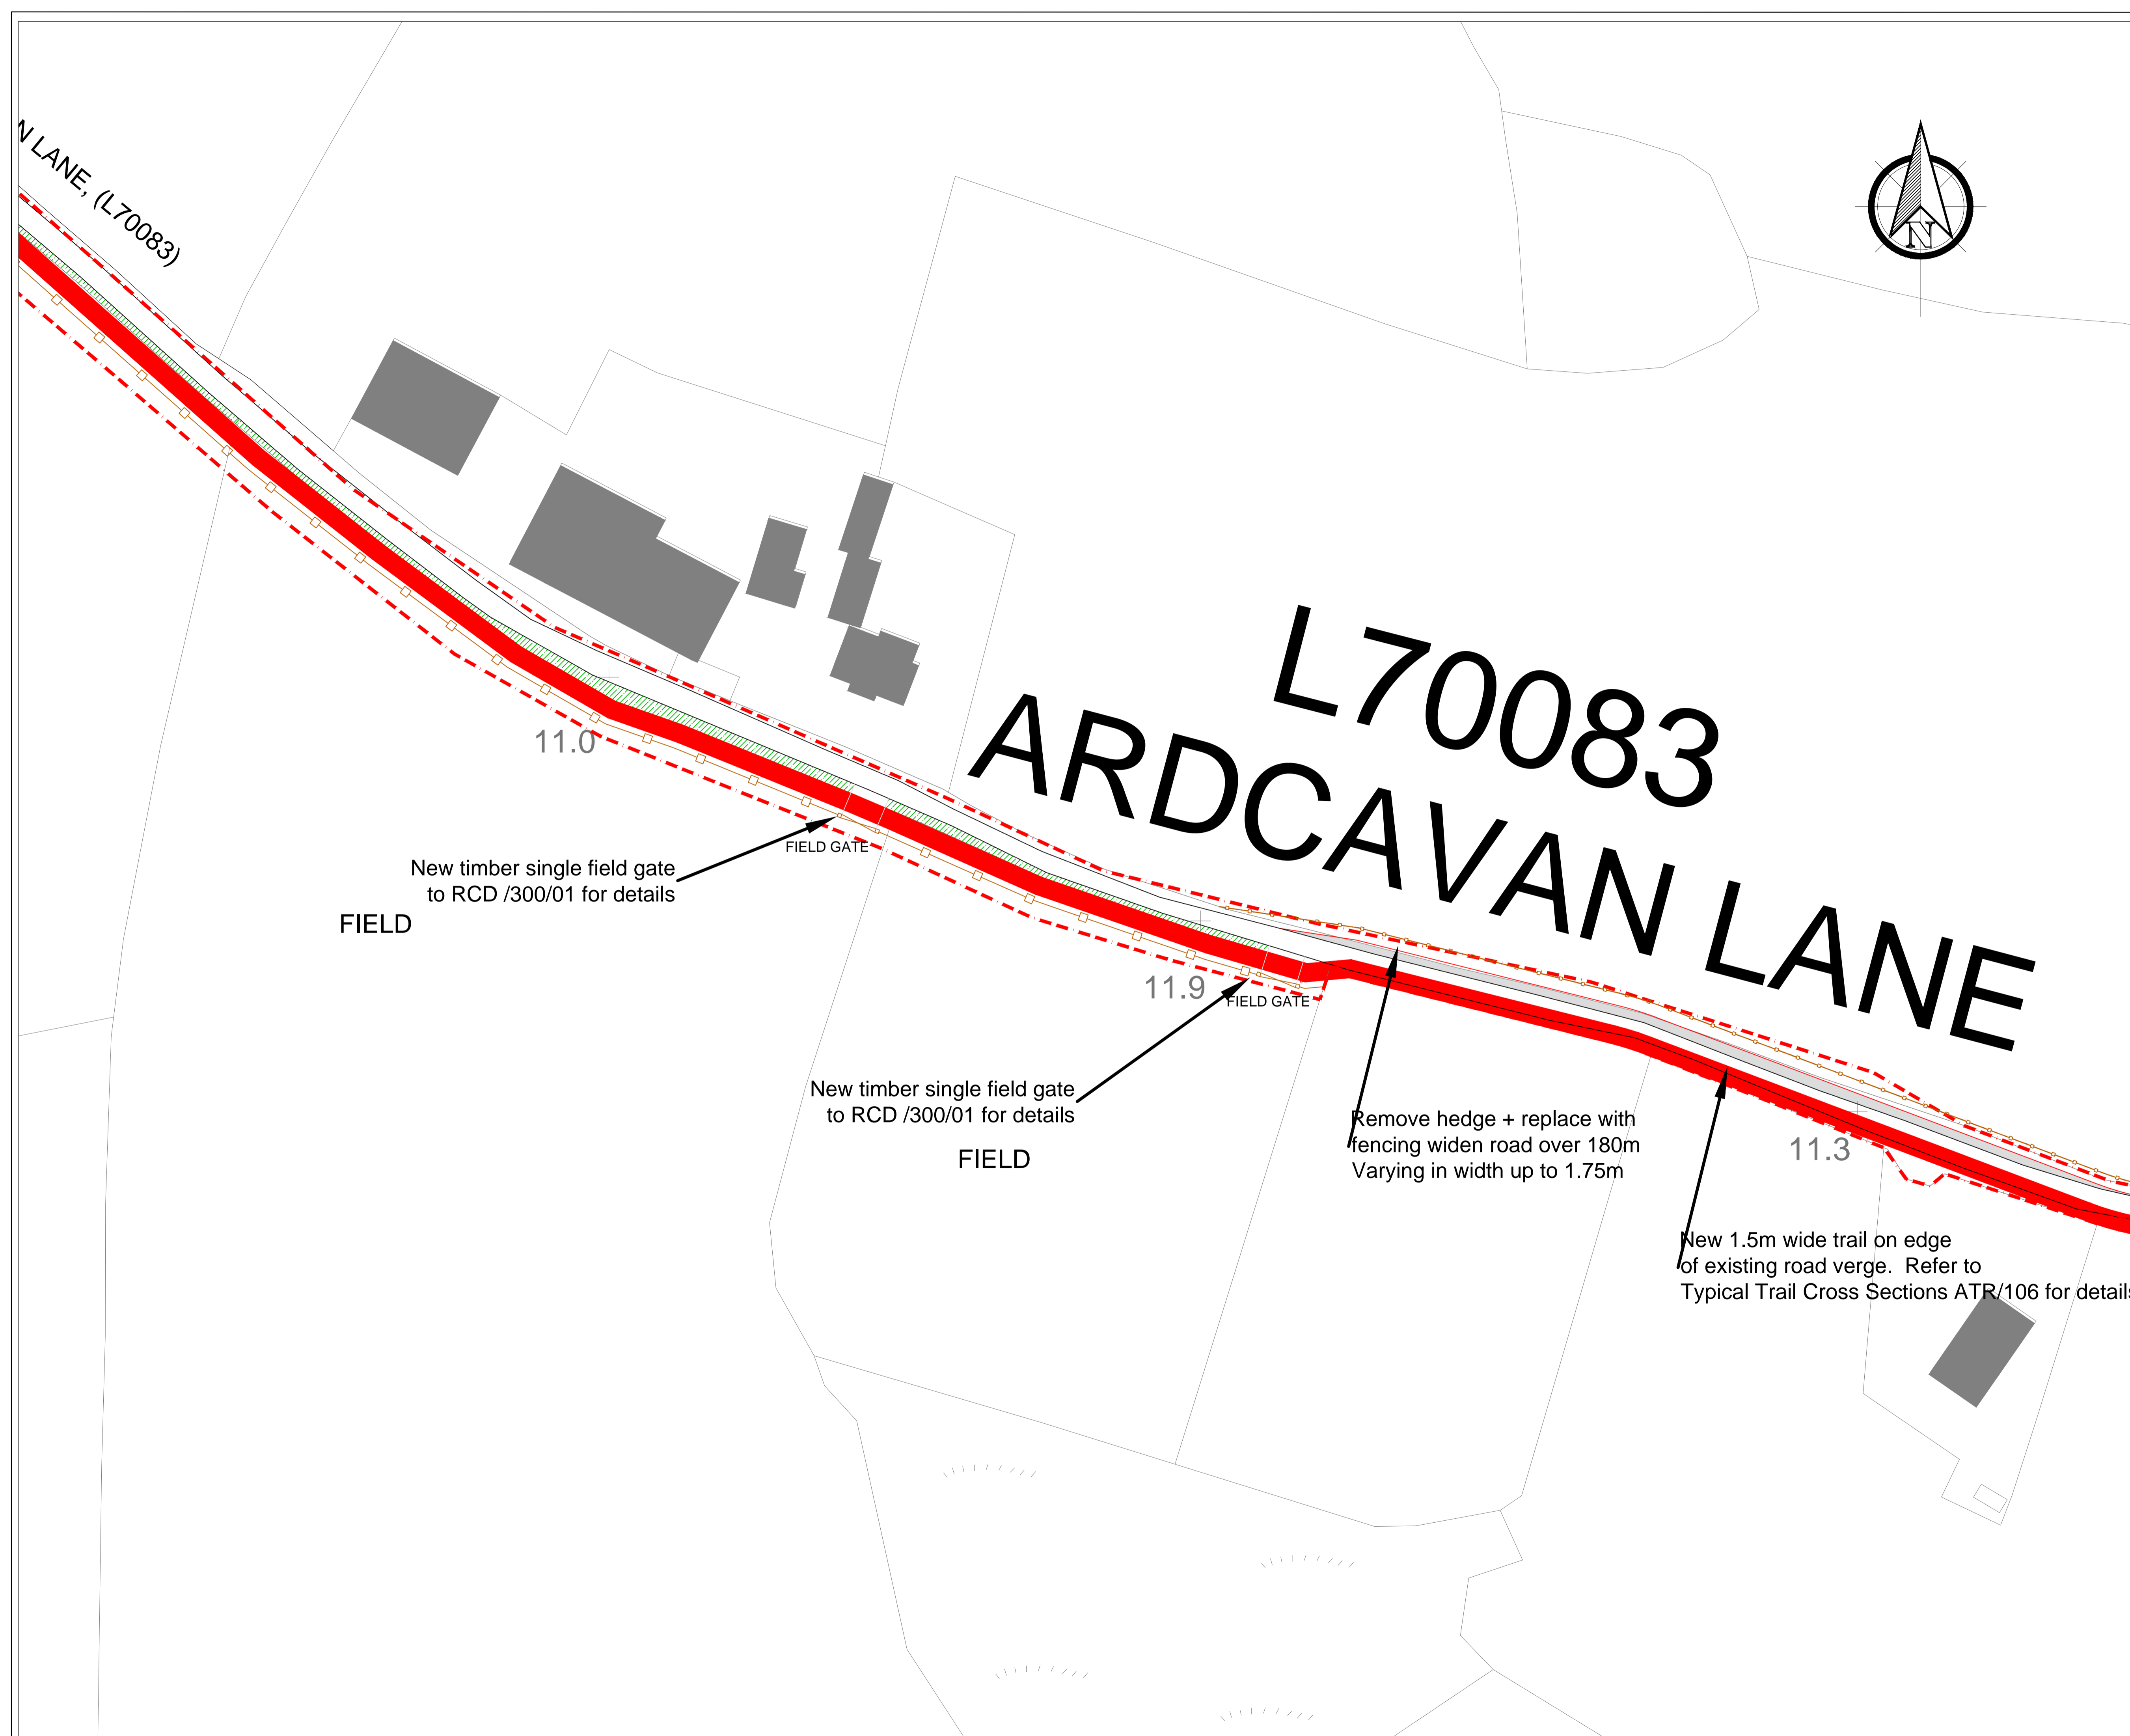 LANE, (L70083)
N
L70083
ARDCAVAN LANE
11.0
FIELD GATE
New timber single field gate
to RCD /300/01 for details
FIELD
11.9
FIELD GATE
New timber single field gate
to RCD /300/01 for details
FIELD
Remove hedge + replace with
fencing widen road over 180m
Varying in width up to 1.75m
11.3
New 1.5m wide trail on edge
of existing road verge. Refer to
Typical Trail Cross Sections ATR/106 for details